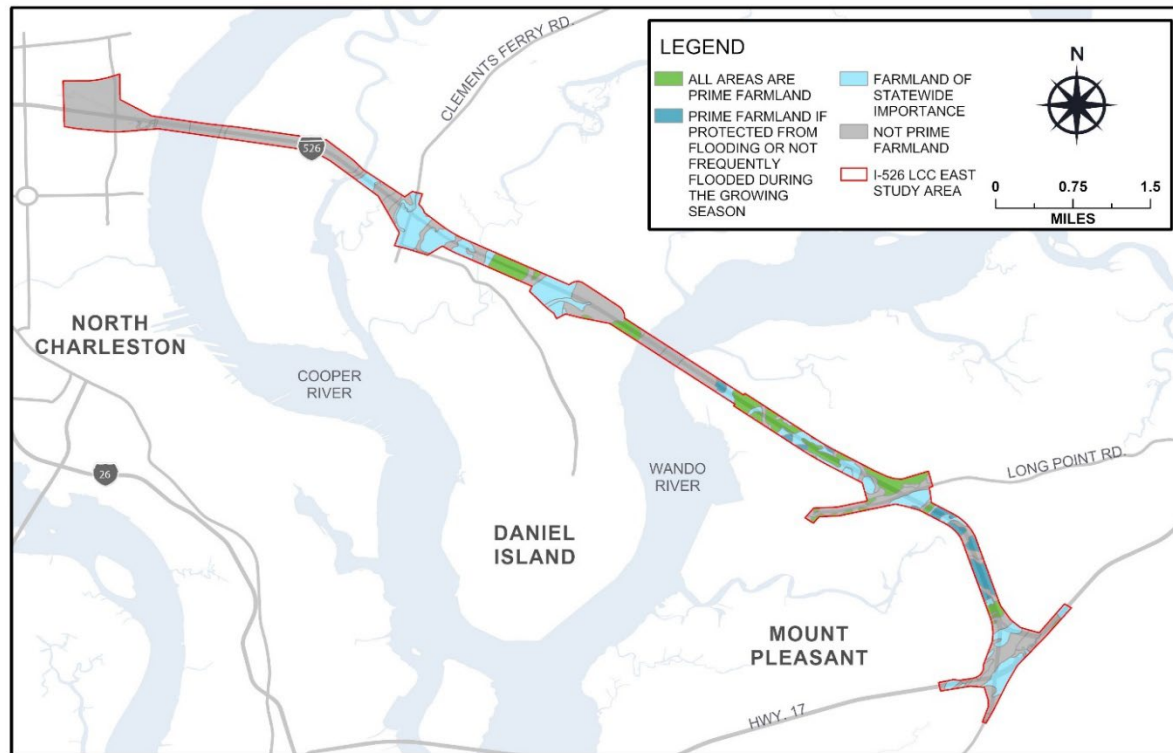 CLEMENTS FERRY RD.
LEGEND
ALL AREAS ARE
PRIME FARMLAND
PRIME FARMLAND IF
PROTECTED FROM
FLOODING OR NOT
FREQUENTLY
FLOODED DURING
THE GROWING
SEASON
FARMLAND OF
STATEWIDE
IMPORTANCE
NOT PRIME
FARMLAND
I-526 LCC EAST
STUDY AREA
N
0 0.75 1.5
MILES
526
NORTH
CHARLESTON
COOPER
RIVER
26
WANDO
RIVER
LONG POINT RD.
DANIEL
ISLAND
MOUNT
PLEASANT
HWY. 17